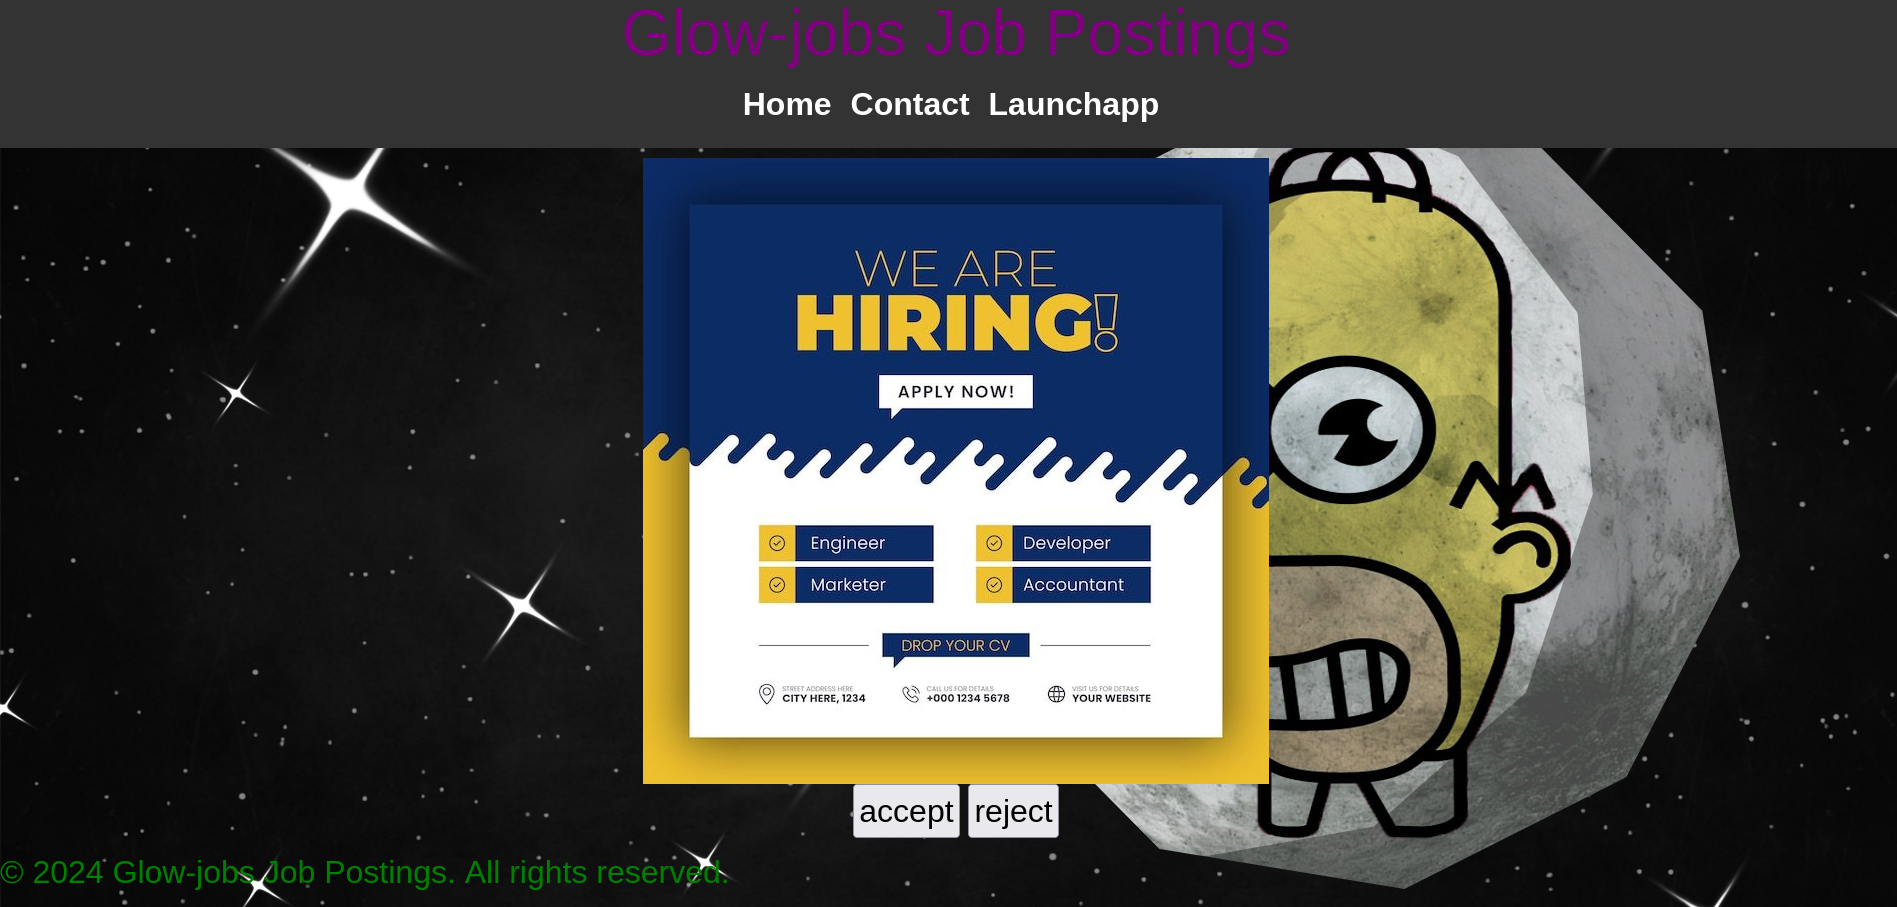 Glow-jobs Job Postings
Home Contact Launchapp
WE ARE
HIRING!
APPLY NOW!
Engineer
Developer
Marketer
Accountant
DROP YOUR CV
STREET ADDRESS HERE
CITY HERE, 1234
CALL US FOR DETAILS
+000 1234 5678
VISIT US FOR DETAILS
YOUR WEBSITE
accept reject
© 2024 Glow-jobs Job Postings. All rights reserved.